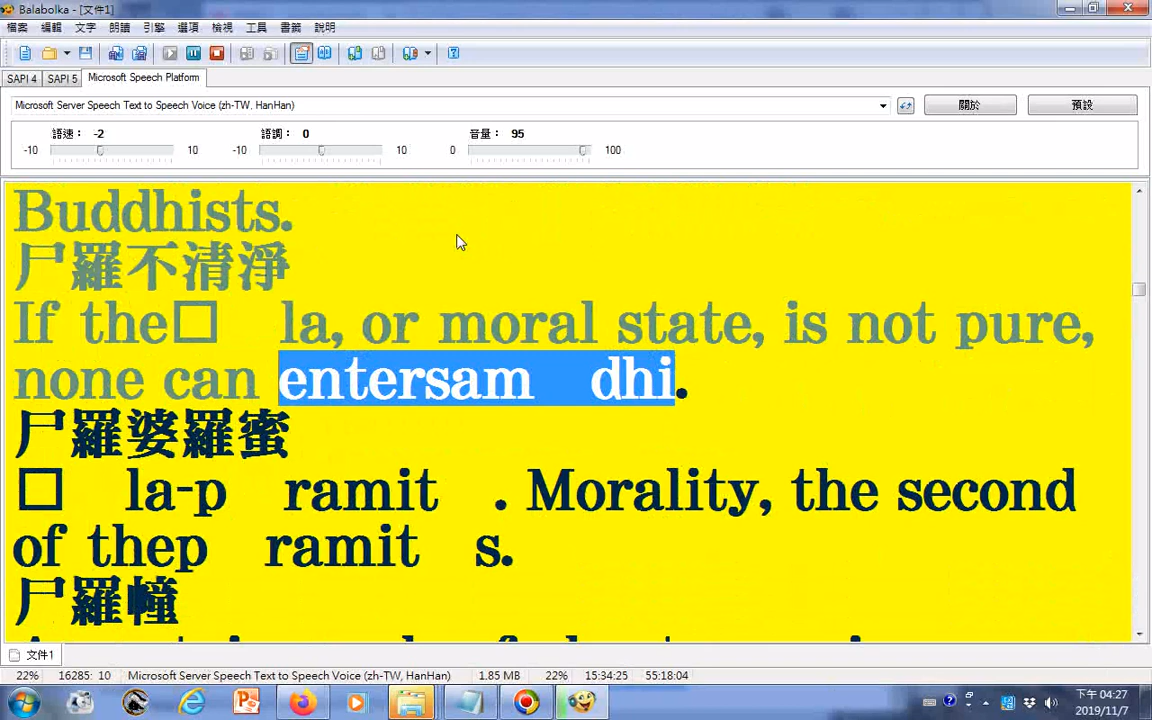 Balabolka - [文件1]
檔案 編輯 文字 朗讀 引擎 選項 檢視 工具 書籤 說明
SAPI 4 SAPI 5 Microsoft Speech Platform
Microsoft Server Speech Text to Speech Voice (zh-TW, HanHan) 關於 預設
語速： -2 語調： 0 音量： 95
-10 10 -10 10 0 100
Buddhists.
尸羅不清淨
If the□ la, or moral state, is not pure,
none can entersam dhi.
尸羅婆羅蜜
□ la-p ramit . Morality, the second
of thep ramit s.
尸羅幢
文件1
22% 16285: 10 Microsoft Server Speech Text to Speech Voice (zh-TW, HanHan) 1.85 MB 22% 15:34:25 55:18:04
下午 04:27
2019/11/7